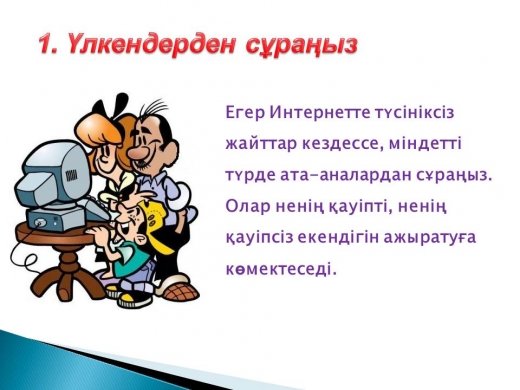 1. Үлкендерден сұраңыз
Егер Интернетте түсініксіз
жайттар кездессе, міндетті
түрде ата-аналардан сұраңыз.
Олар ненің қауіпті, ненің
қауіпсіз екендігін ажыратуға
көмектеседі.